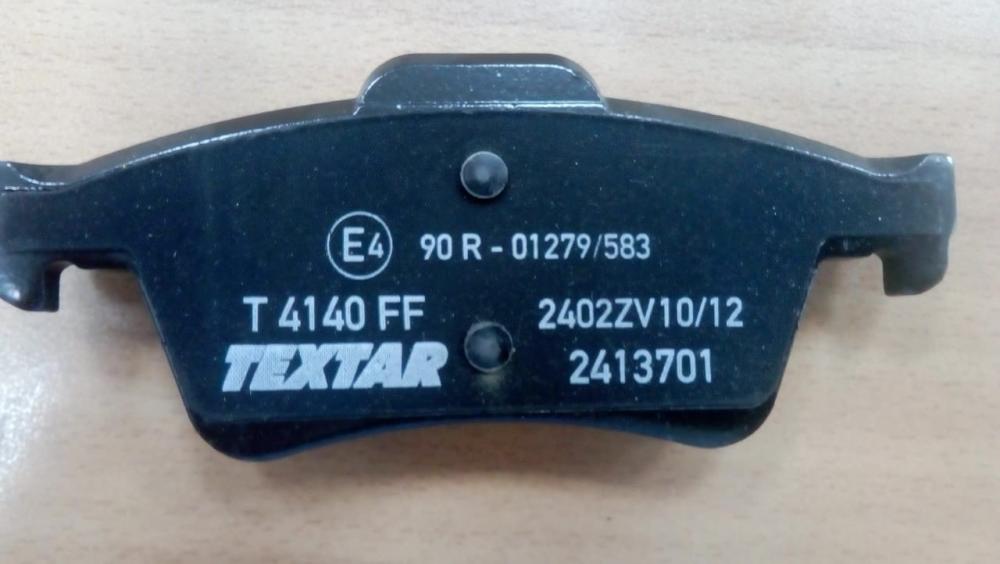 E4 90 R - 01279/583
T 4140 FF 2402ZV10/12
TEXTAR 2413701